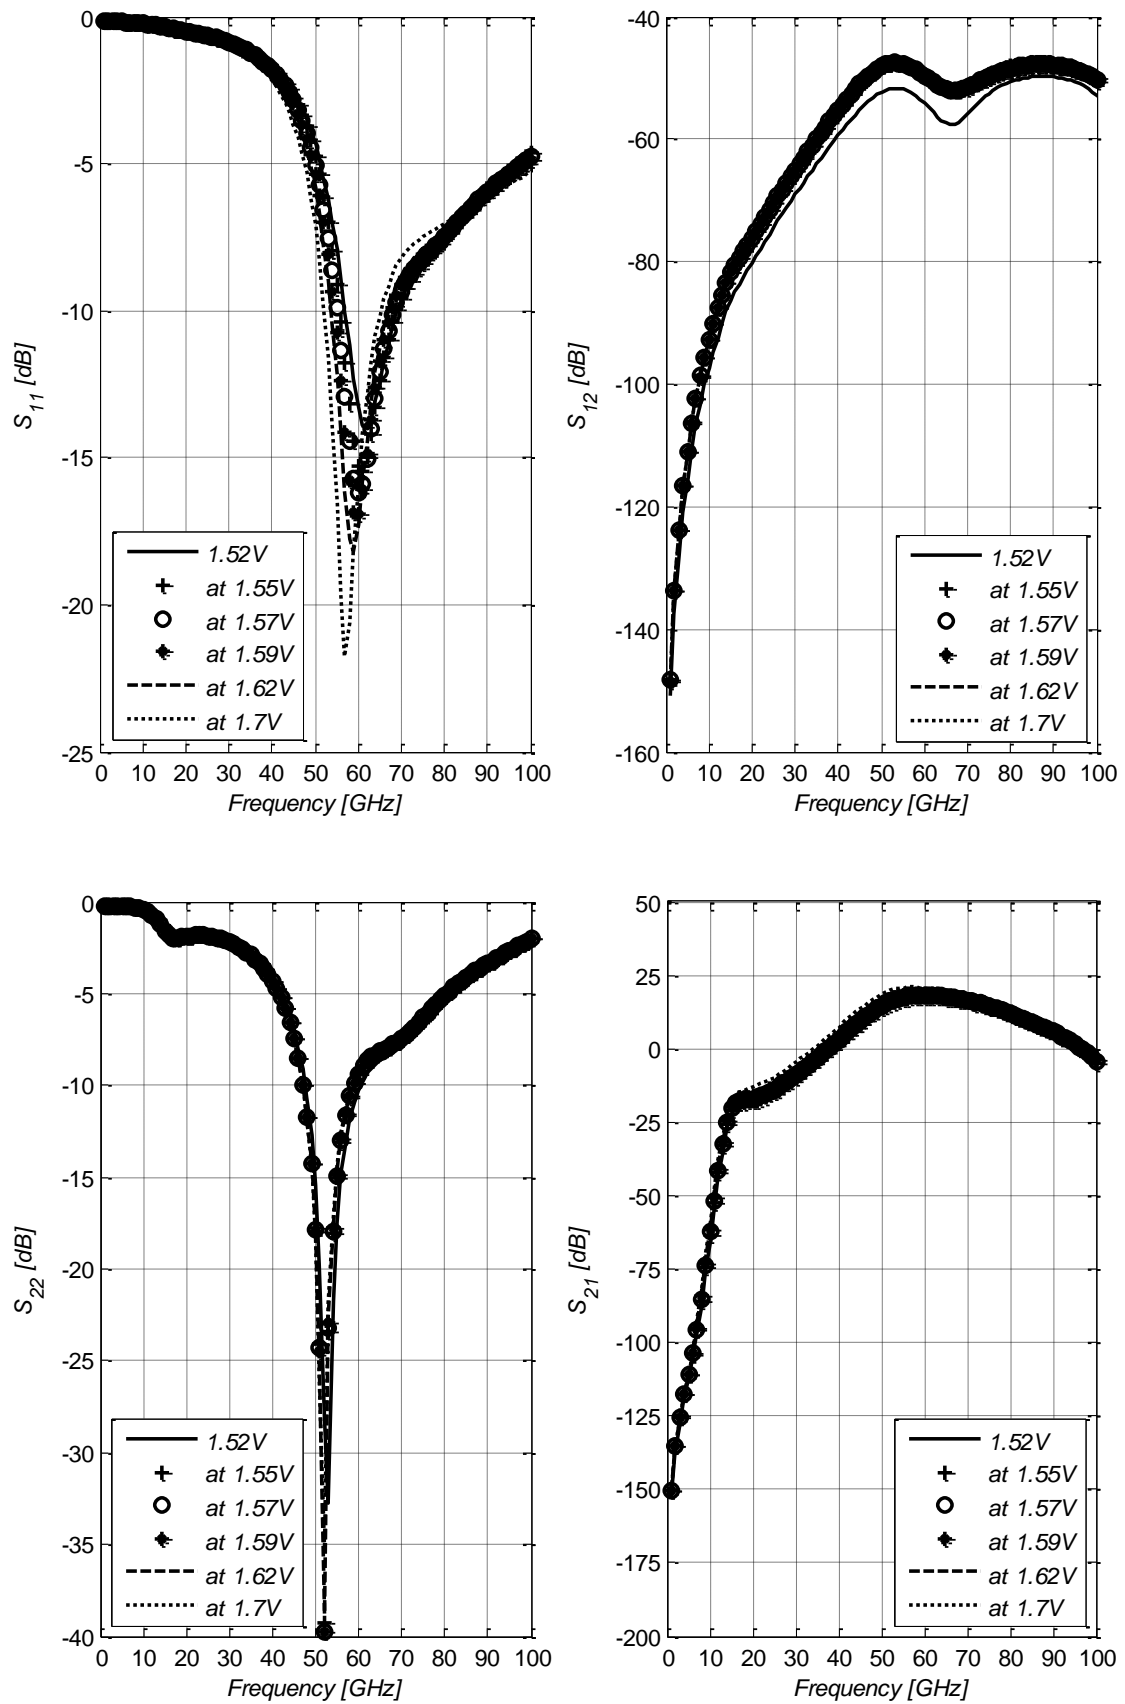 0
-5
-10
-15
-20
-25
S11 [dB]
1.52V
at 1.55V
at 1.57V
at 1.59V
at 1.62V
at 1.7V
0 10 20 30 40 50 60 70 80 90 100
Frequency [GHz]
-40
-60
-80
-100
-120
-140
-160
S12 [dB]
1.52V
at 1.55V
at 1.57V
at 1.59V
at 1.62V
at 1.7V
0 10 20 30 40 50 60 70 80 90 100
Frequency [GHz]
0
-5
-10
-15
-20
-25
-30
-35
-40
S22 [dB]
1.52V
at 1.55V
at 1.57V
at 1.59V
at 1.62V
at 1.7V
0 10 20 30 40 50 60 70 80 90 100
Frequency [GHz]
50
25
0
-25
-50
-75
-100
-125
-150
-175
-200
S21 [dB]
1.52V
at 1.55V
at 1.57V
at 1.59V
at 1.62V
at 1.7V
0 10 20 30 40 50 60 70 80 90 100
Frequency [GHz]